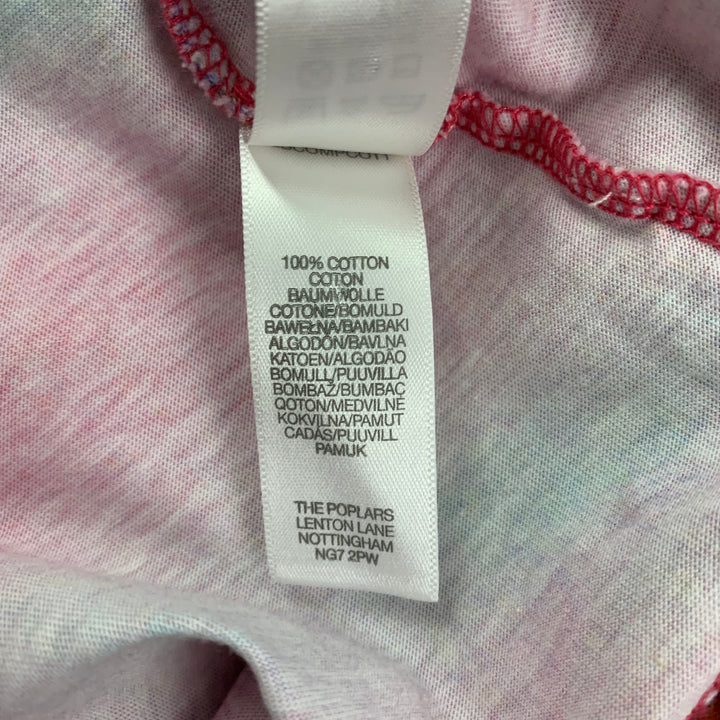 100% COTTON
COTON
BAUMWOLLE
COTONE/BOMULD
BAWEŁNA/BAMBAKI
ALGODÓN/BAVLNA
KATOEN/ALGODÃO
BOMULL/PUUVILLA
BOMBAŽ/BUMBAC
QOTON/MEDVILNĖ
KOKVILNA/PAMUT
CADÁS/PUUVILL
PAMUK
THE POPLARS
LENTON LANE
NOTTINGHAM
NG7 2PW